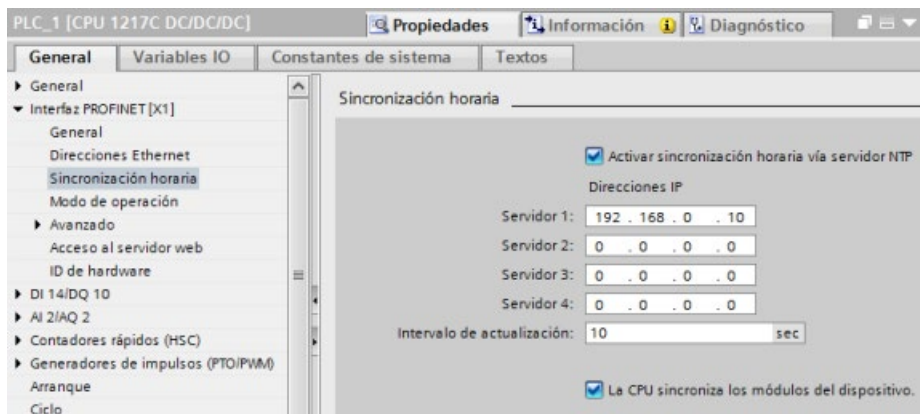 PLC_1 [CPU 1217C DC/DC/DC]
Propiedades
Información
Diagnóstico
General
Variables IO
Constantes de sistema
Textos
General
Interfaz PROFINET [X1]
General
Direcciones Ethernet
Sincronización horaria
Modo de operación
Avanzado
Acceso al servidor web
ID de hardware
DI 14/DQ 10
AI 2/AQ 2
Contadores rápidos (HSC)
Generadores de impulsos (PTO/PWM)
Arranque
Ciclo
Sincronización horaria
Activar sincronización horaria vía servidor NTP
Direcciones IP
Servidor 1: 192 . 168 . 0 . 10
Servidor 2: 0 . 0 . 0 . 0
Servidor 3: 0 . 0 . 0 . 0
Servidor 4: 0 . 0 . 0 . 0
Intervalo de actualización: 10 sec
La CPU sincroniza los módulos del dispositivo.